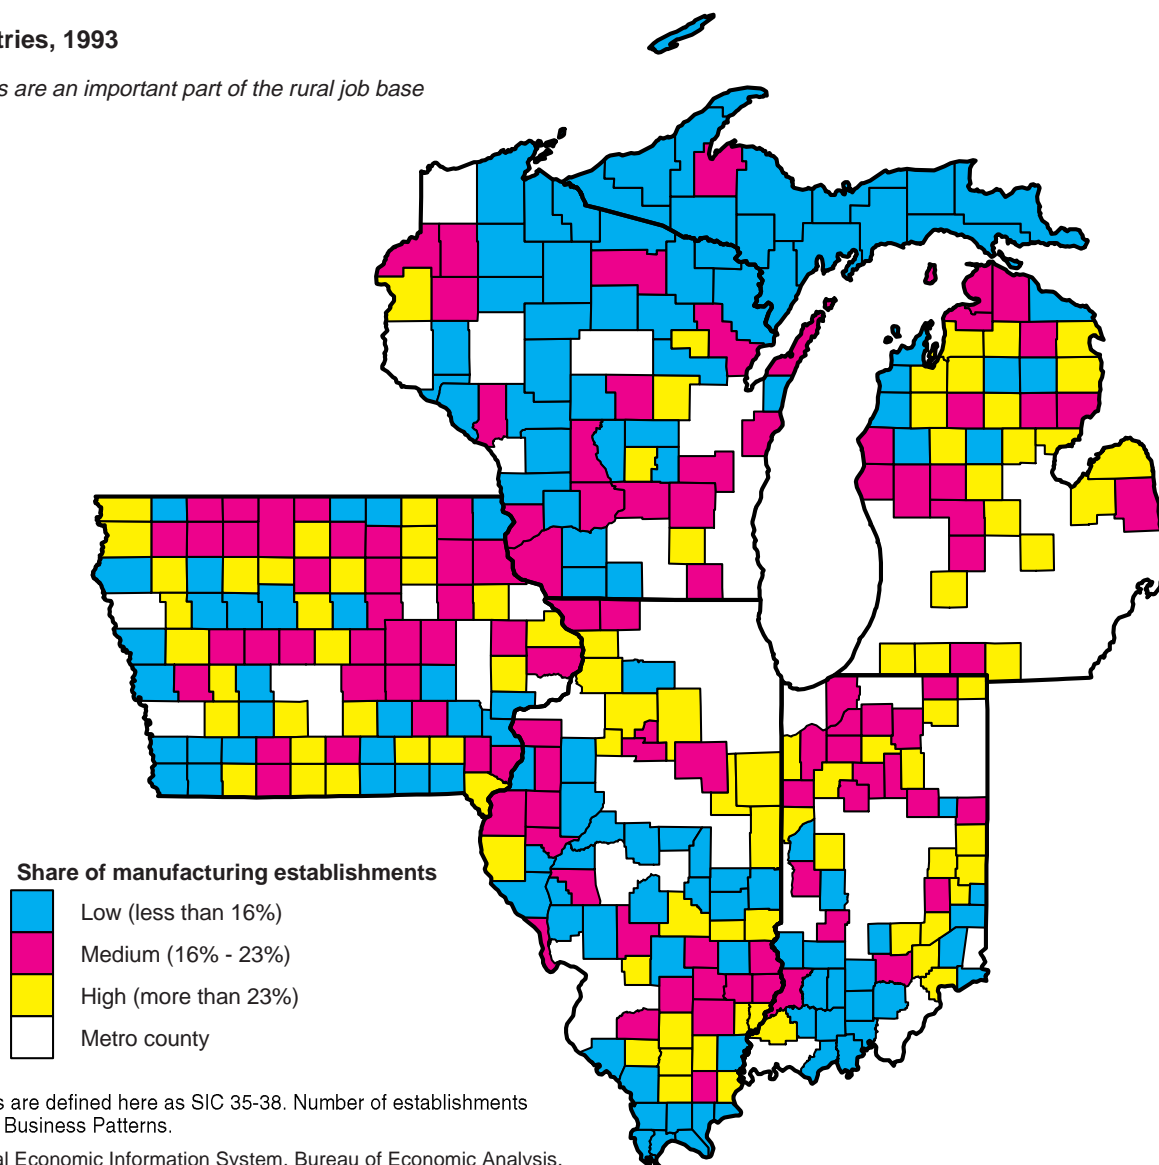 tries, 1993
s are an important part of the rural job base
Share of manufacturing establishments
Low (less than 16%)
Medium (16% - 23%)
High (more than 23%)
Metro county
s are defined here as SIC 35-38. Number of establishments
Business Patterns.
al Economic Information System, Bureau of Economic Analysis.